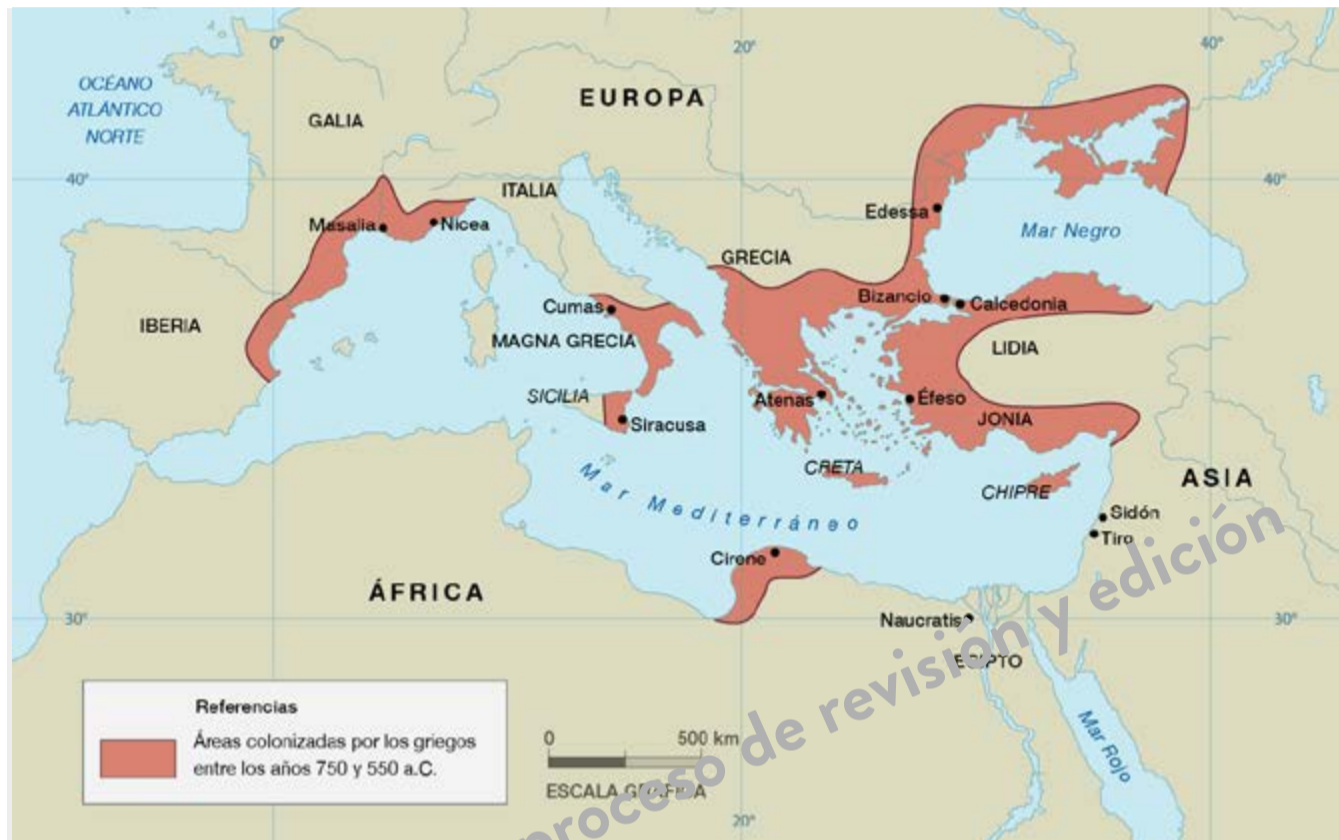 0°
20°
40°
OCÉANO
ATLÁNTICO
NORTE
EUROPA
GALIA
40°
40°
ITALIA
Masalia
Nicea
Edessa
Mar Negro
GRECIA
Bizancio
Calcedonia
Cumas
IBERIA
MAGNA GRECIA
LIDIA
SICILIA
Atenas
Éfeso
JONIA
Siracusa
CRETA
CHIPRE
ASIA
Mar Mediterráneo
Sidón
Tiro
Cirene
ÁFRICA
30°
Naucratis
30°
EGIPTO
Mar Rojo
Referencias
Áreas colonizadas por los griegos
entre los años 750 y 550 a.C.
0
500 km
ESCALA GRÁFICA
20°
proceso de revisión y edición